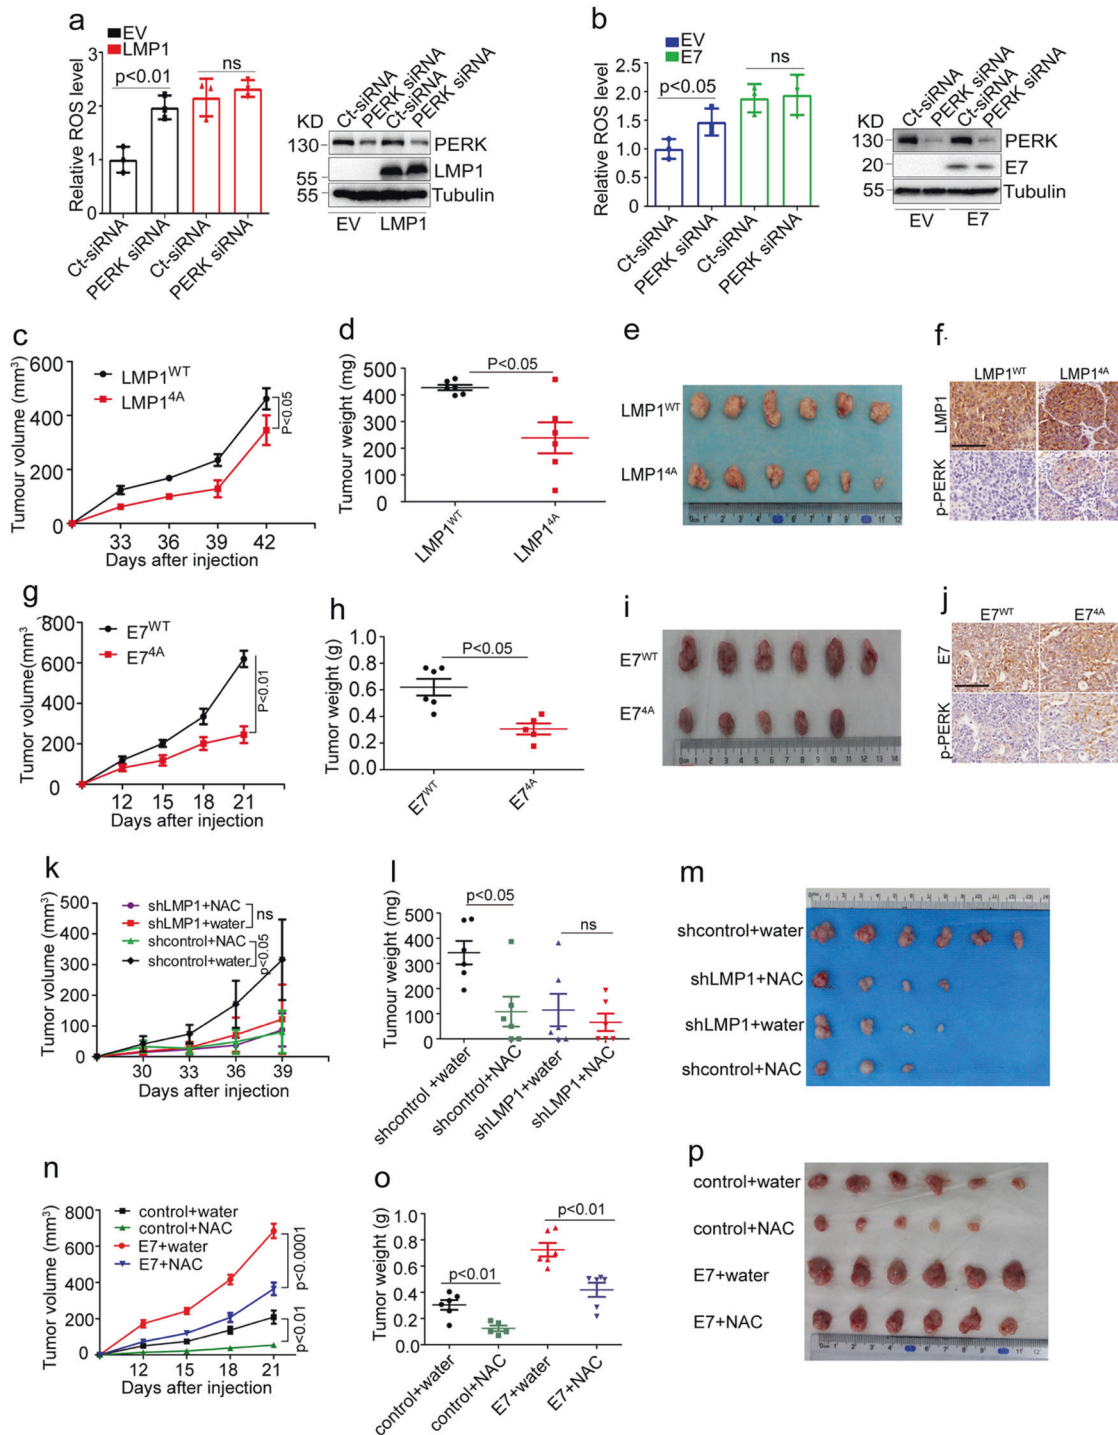 a
EV
LMP1
Relative ROS level
3
2
1
0
p<0.01
ns
Ct-siRNA
PERK siRNA
Ct-siRNA
PERK siRNA
Ct-siRNA
PERK siRNA
Ct-siRNA
PERK siRNA
KD
130
55
55
PERK
LMP1
Tubulin
EV
LMP1
b
EV
E7
Relative ROS level
2.5
2.0
1.5
1.0
0.0
p<0.05
ns
Ct-siRNA
PERK siRNA
Ct-siRNA
PERK siRNA
Ct-siRNA
PERK siRNA
Ct-siRNA
PERK siRNA
KD
130
20
55
PERK
E7
Tubulin
EV
E7
c
Tumour volume (mm³)
600
400
200
0
LMP1WT
LMP14A
P<0.05
33 36 39 42
Days after injection
d
Tumour weight (mg)
500
400
300
200
100
0
P<0.05
LMP1WT
LMP14A
e
LMP1WT
LMP14A
f
LMP1WT LMP14A
LMP1
p-PERK
g
Tumor volume(mm³
800
600
400
200
0
E7WT
E74A
P<0.01
12 15 18 21
Days after injection
h
Tumor weight (g)
1.0
0.8
0.6
0.4
0.2
0.0
P<0.05
E7WT
E74A
i
E7WT
E74A
j
E7WT E74A
E7
p-PERK
k
Tumor volume (mm³)
500
400
300
200
100
0
shLMP1+NAC
shLMP1+water
shcontrol+NAC
shcontrol+water
ns
p<0.05
30 33 36 39
Days after injection
l
Tumour weight (mg)
500
400
300
200
100
0
p<0.05
ns
shcontrol +water
shcontrol+NAC
shLMP1+water
shLMP1+NAC
m
shcontrol+water
shLMP1+NAC
shLMP1+water
shcontrol+NAC
n
Tumor volume (mm³)
800
600
400
200
0
control+water
control+NAC
E7+water
E7+NAC
p<0.0001
p<0.01
12 15 18 21
Days after injection
o
Tumor weight (g)
1.0
0.8
0.6
0.4
0.2
0.0
p<0.01
p<0.01
control+water
control+NAC
E7+water
E7+NAC
p
control+water
control+NAC
E7+water
E7+NAC